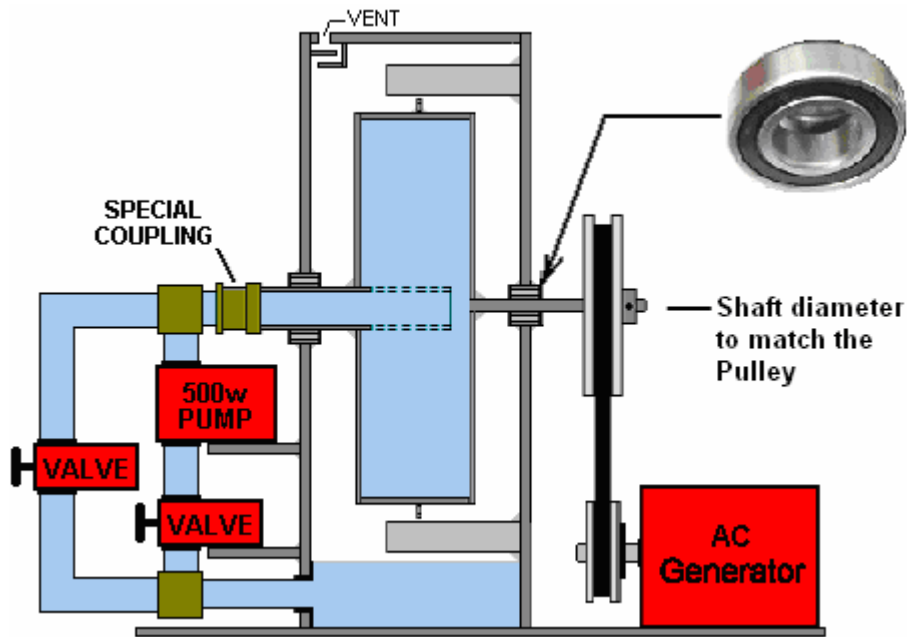 VENT
SPECIAL
COUPLING
500w
PUMP
VALVE
VALVE
Shaft diameter
to match the
Pulley
AC
Generator